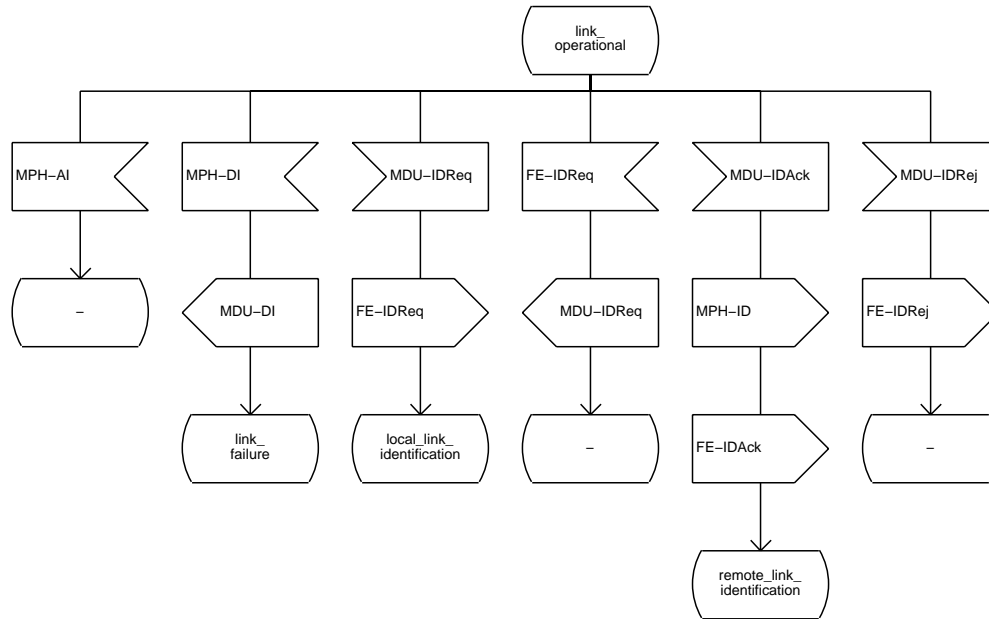 link_
operational
MPH–AI
MPH–DI
MDU–IDReq
FE–IDReq
MDU–IDAck
MDU–IDRej
–
MDU–DI
FE–IDReq
MDU–IDReq
MPH–ID
FE–IDRej
link_
failure
local_link_
identification
–
FE–IDAck
–
remote_link_
identification